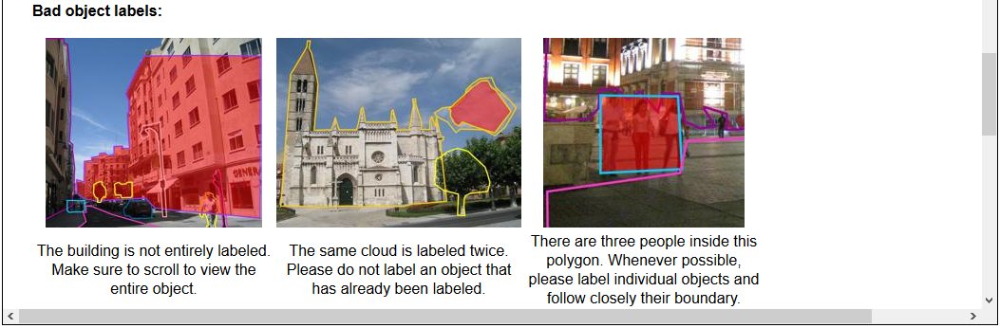 Bad object labels:
The building is not entirely labeled.
Make sure to scroll to view the
entire object.
The same cloud is labeled twice.
Please do not label an object that
has already been labeled.
There are three people inside this
polygon. Whenever possible,
please label individual objects and
follow closely their boundary.